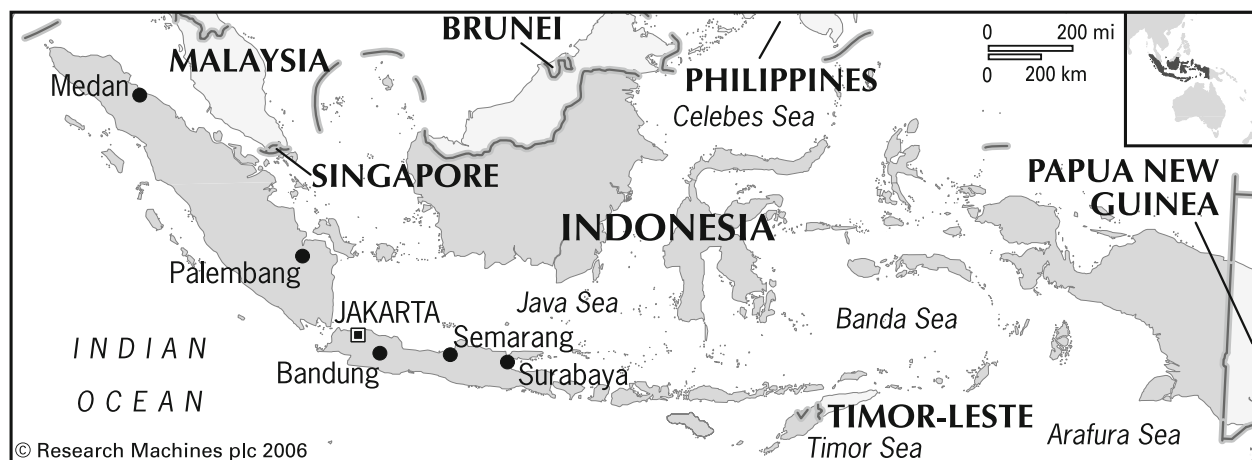 BRUNEI
MALAYSIA
0 200 mi
0 200 km
Medan
PHILIPPINES
Celebes Sea
SINGAPORE
PAPUA NEW
GUINEA
INDONESIA
Palembang
Java Sea
JAKARTA
Semarang
Banda Sea
INDIAN
OCEAN
Bandung
Surabaya
TIMOR-LESTE
Timor Sea
Arafura Sea
© Research Machines plc 2006